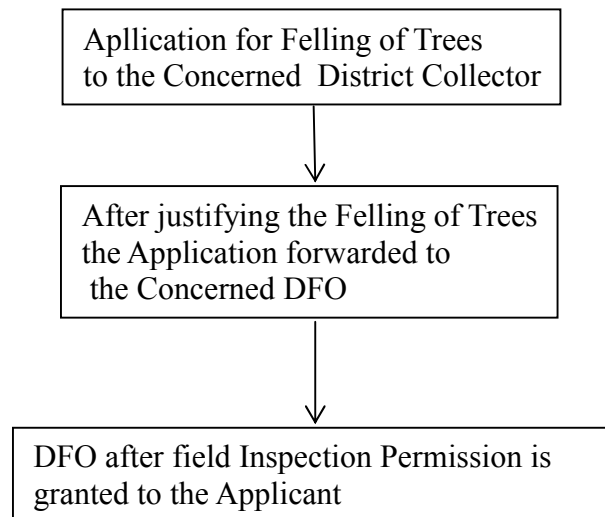 Apllication for Felling of Trees
to the Concerned District Collector
After justifying the Felling of Trees
the Application forwarded to
the Concerned DFO
DFO after field Inspection Permission is
granted to the Applicant